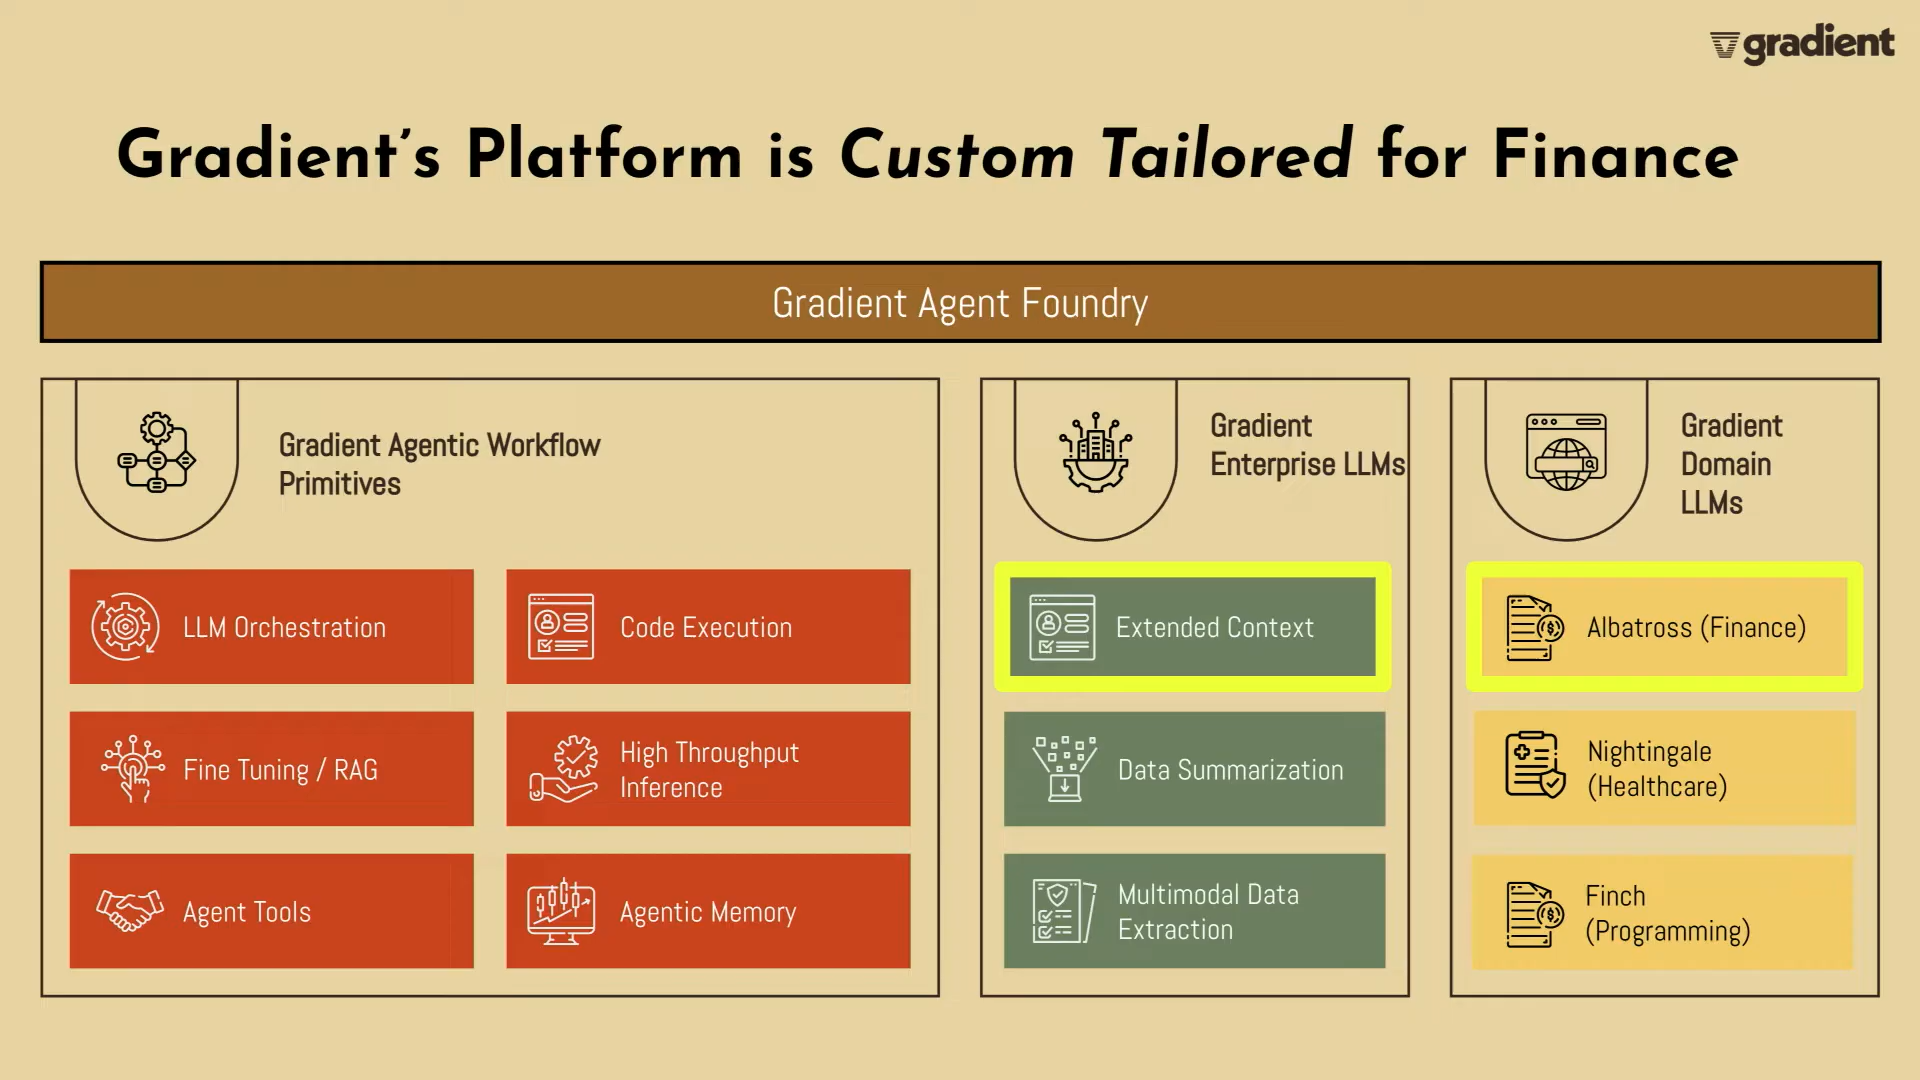 gradient
Gradient’s Platform is Custom Tailored for Finance
Gradient Agent Foundry
Gradient Agentic Workflow
Primitives
LLM Orchestration
Code Execution
Fine Tuning / RAG
High Throughput
Inference
Agent Tools
Agentic Memory
Gradient
Enterprise LLMs
Extended Context
Data Summarization
Multimodal Data
Extraction
Gradient
Domain
LLMs
Albatross (Finance)
Nightingale
(Healthcare)
Finch
(Programming)